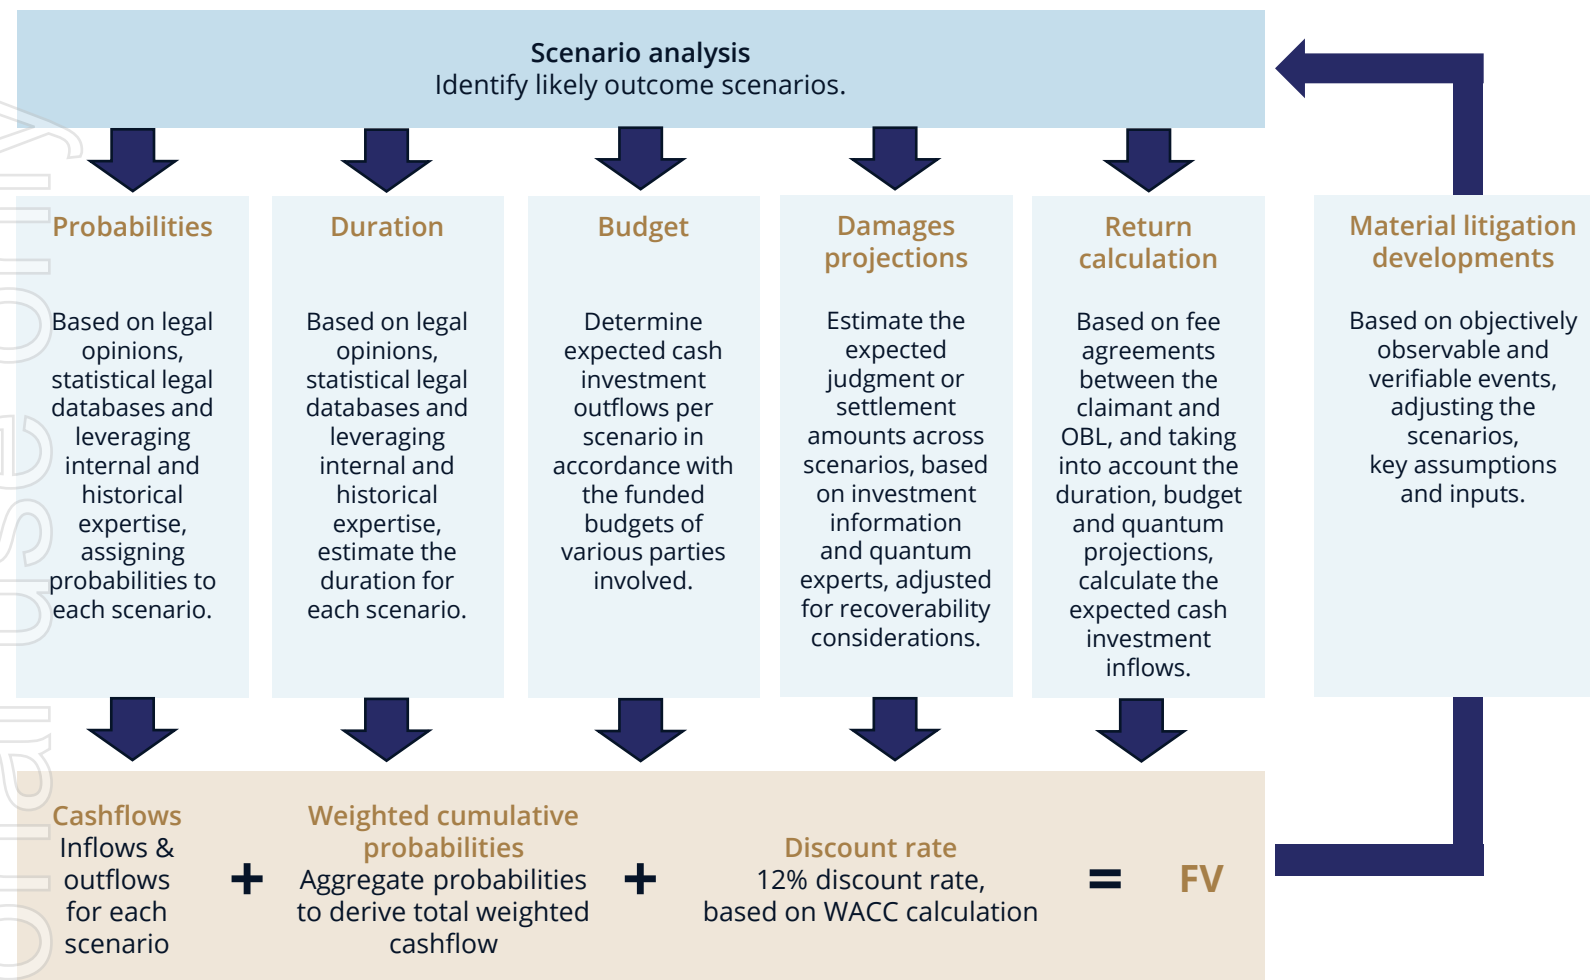 Scenario analysis
Identify likely outcome scenarios.
Probabilities
Based on legal
opinions,
statistical legal
databases and
leveraging
internal and
historical
expertise,
assigning
probabilities to
each scenario.
Duration
Based on legal
opinions,
statistical legal
databases and
leveraging
internal and
historical
expertise,
estimate the
duration for
each scenario.
Budget
Determine
expected cash
investment
outflows per
scenario in
accordance with
the funded
budgets of
various parties
involved.
Damages
projections
Estimate the
expected
judgment or
settlement
amounts across
scenarios, based
on investment
information
and quantum
experts, adjusted
for recoverability
considerations.
Return
calculation
Based on fee
agreements
between the
claimant and
OBL, and taking
into account the
duration, budget
and quantum
projections,
calculate the
expected cash
investment
inflows.
Material litigation
developments
Based on objectively
observable and
verifiable events,
adjusting the
scenarios,
key assumptions
and inputs.
Cashflows
Inflows &
outflows
for each
scenario
+
Weighted cumulative
probabilities
Aggregate probabilities
to derive total weighted
cashflow
+
Discount rate
12% discount rate,
based on WACC calculation
=
FV
use only